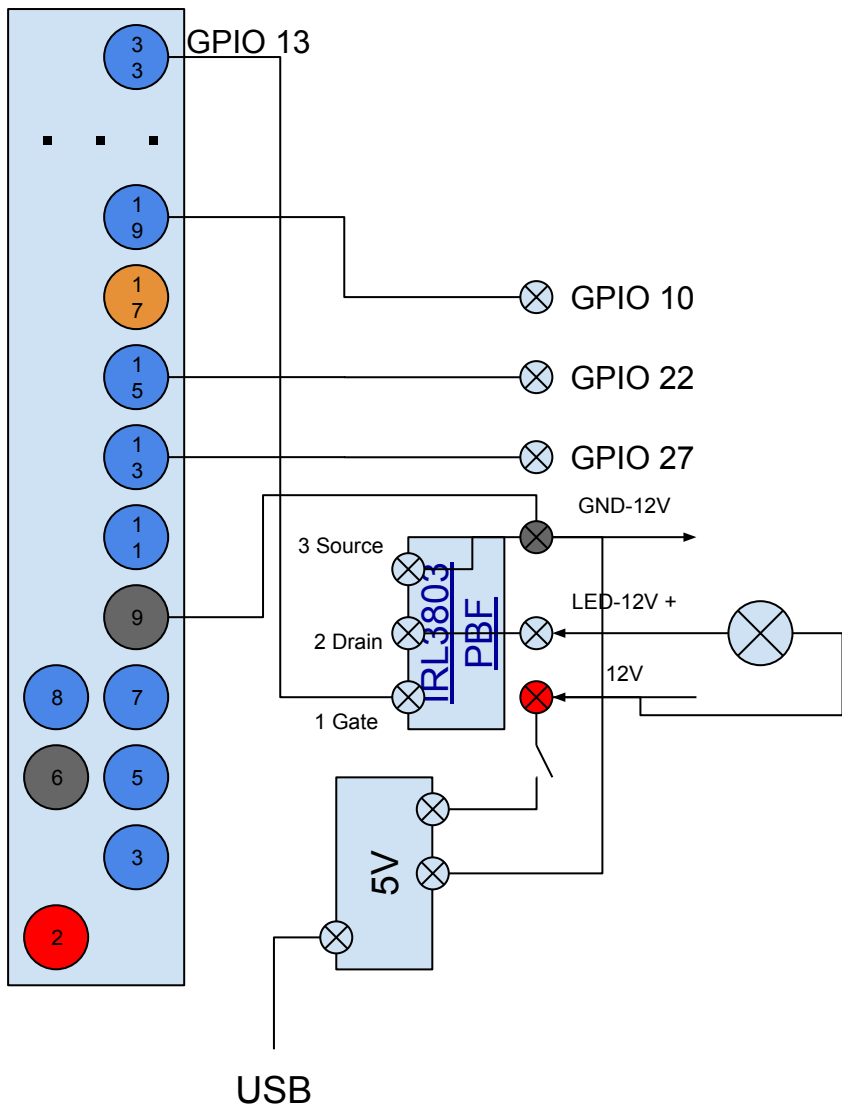 3
3
GPIO 13
1
9
1
7
GPIO 10
1
5
GPIO 22
1
3
GPIO 27
1
1
GND-12V
3 Source
IRL3803
PBF
9
LED-12V +
2 Drain
8
7
12V
1 Gate
6
5
3
5V
2
USB